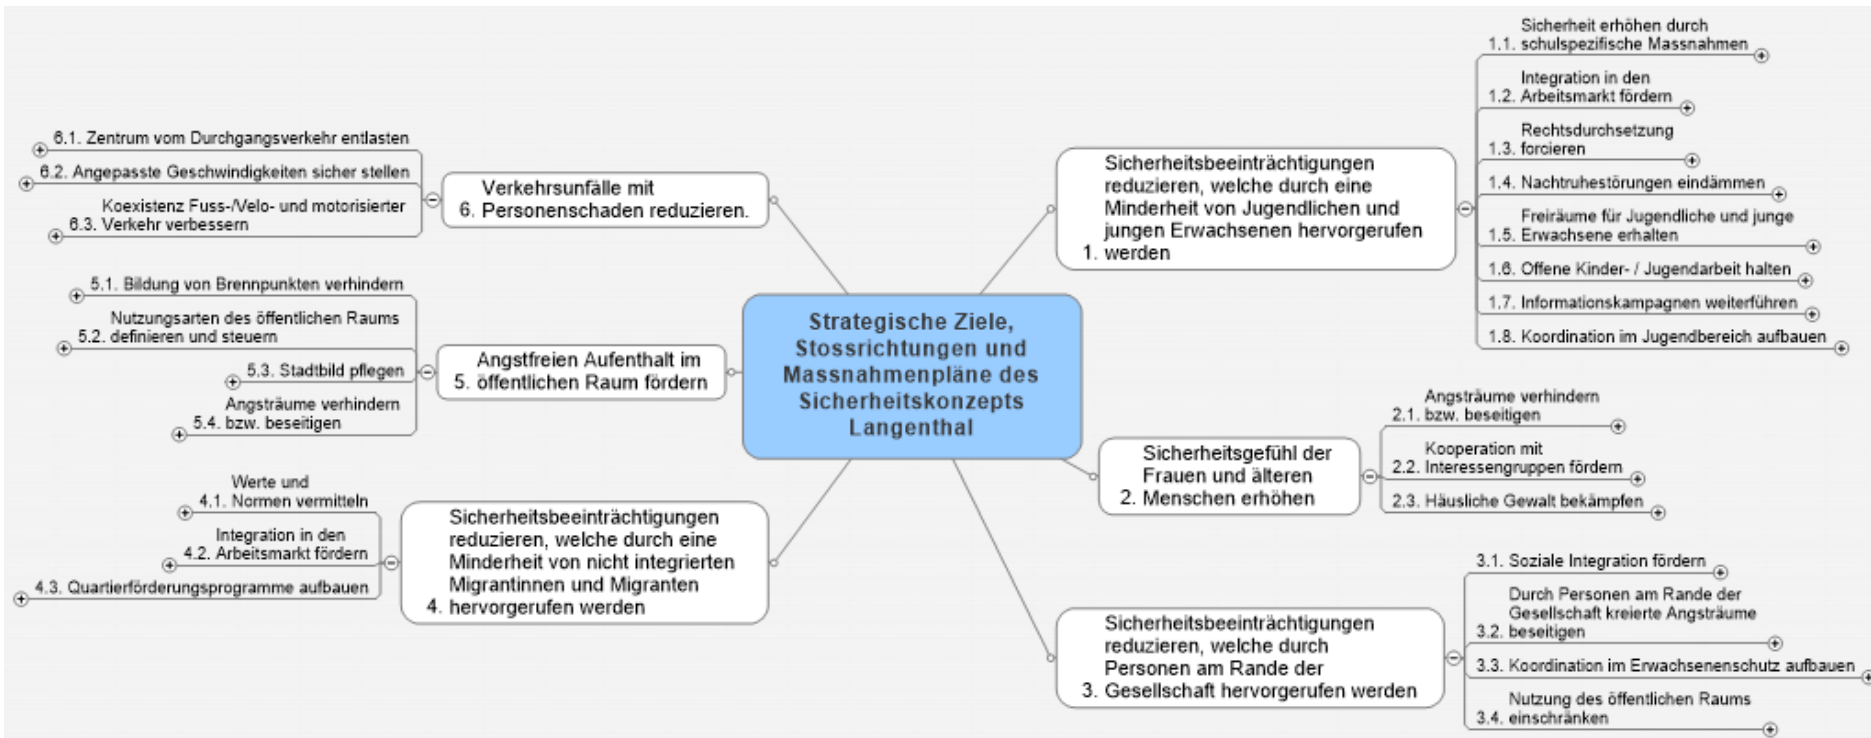 Strategische Ziele,
Stossrichtungen und
Massnahmenpläne des
Sicherheitskonzepts
Langenthal
Sicherheitsbeeinträchtigungen
reduzieren, welche durch eine
Minderheit von Jugendlichen und
jungen Erwachsenen hervorgerufen
1. werden
Sicherheit erhöhen durch
1.1. schulspezifische Massnahmen
Integration in den
1.2. Arbeitsmarkt fördern
Rechtsdurchsetzung
1.3. forcieren
1.4. Nachtruhestörungen eindämmen
Freiräume für Jugendliche und junge
1.5. Erwachsene erhalten
1.6. Offene Kinder- / Jugendarbeit halten
1.7. Informationskampagnen weiterführen
1.8. Koordination im Jugendbereich aufbauen
Sicherheitsgefühl der
Frauen und älteren
2. Menschen erhöhen
Angsträume verhindern
2.1. bzw. beseitigen
Kooperation mit
2.2. Interessengruppen fördern
2.3. Häusliche Gewalt bekämpfen
Sicherheitsbeeinträchtigungen
reduzieren, welche durch
Personen am Rande der
3. Gesellschaft hervorgerufen werden
3.1. Soziale Integration fördern
Durch Personen am Rande der
Gesellschaft kreierte Angsträume
3.2. beseitigen
3.3. Koordination im Erwachsenenschutz aufbauen
Nutzung des öffentlichen Raums
3.4. einschränken
Sicherheitsbeeinträchtigungen
reduzieren, welche durch eine
Minderheit von nicht integrierten
Migrantinnen und Migranten
4. hervorgerufen werden
Werte und
4.1. Normen vermitteln
Integration in den
4.2. Arbeitsmarkt fördern
4.3. Quartierförderungsprogramme aufbauen
Angstfreien Aufenthalt im
5. öffentlichen Raum fördern
5.1. Bildung von Brennpunkten verhindern
Nutzungsarten des öffentlichen Raums
5.2. definieren und steuern
5.3. Stadtbild pflegen
Angsträume verhindern
5.4. bzw. beseitigen
Verkehrsunfälle mit
6. Personenschaden reduzieren.
6.1. Zentrum vom Durchgangsverkehr entlasten
6.2. Angepasste Geschwindigkeiten sicher stellen
Koexistenz Fuss-/Velo- und motorisierter
6.3. Verkehr verbessern